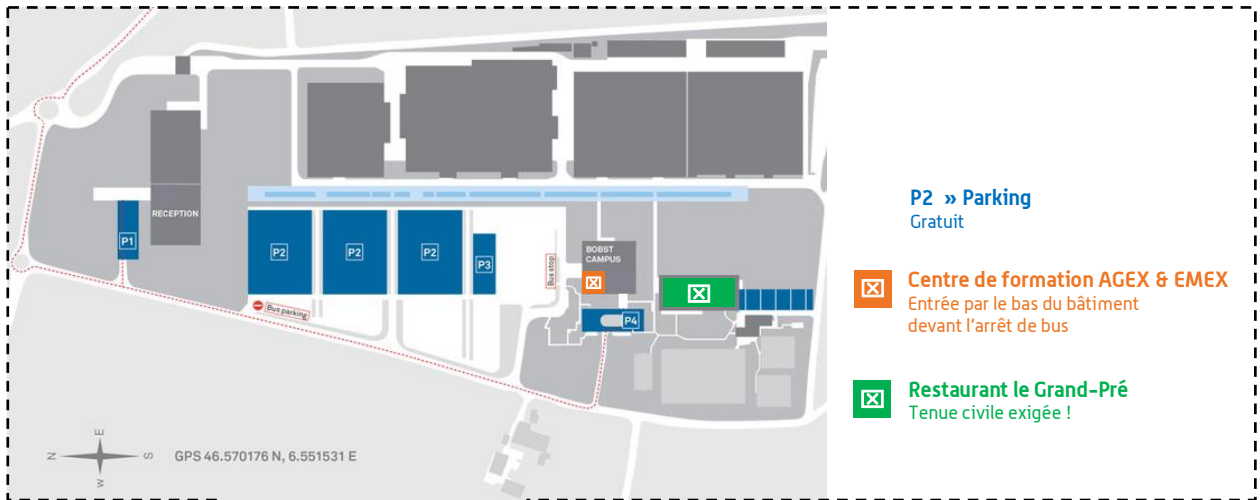 RECEPTION
P1
P2
P2
P2
P3
Bus stop
BOBST
CAMPUS
P4
Bus parking
E
N
S
W
GPS 46.570176 N, 6.551531 E
P2 » Parking
Gratuit
Centre de formation AGEX & EMEX
Entrée par le bas du bâtiment
devant l'arrêt de bus
Restaurant le Grand-Pré
Tenue civile exigée !